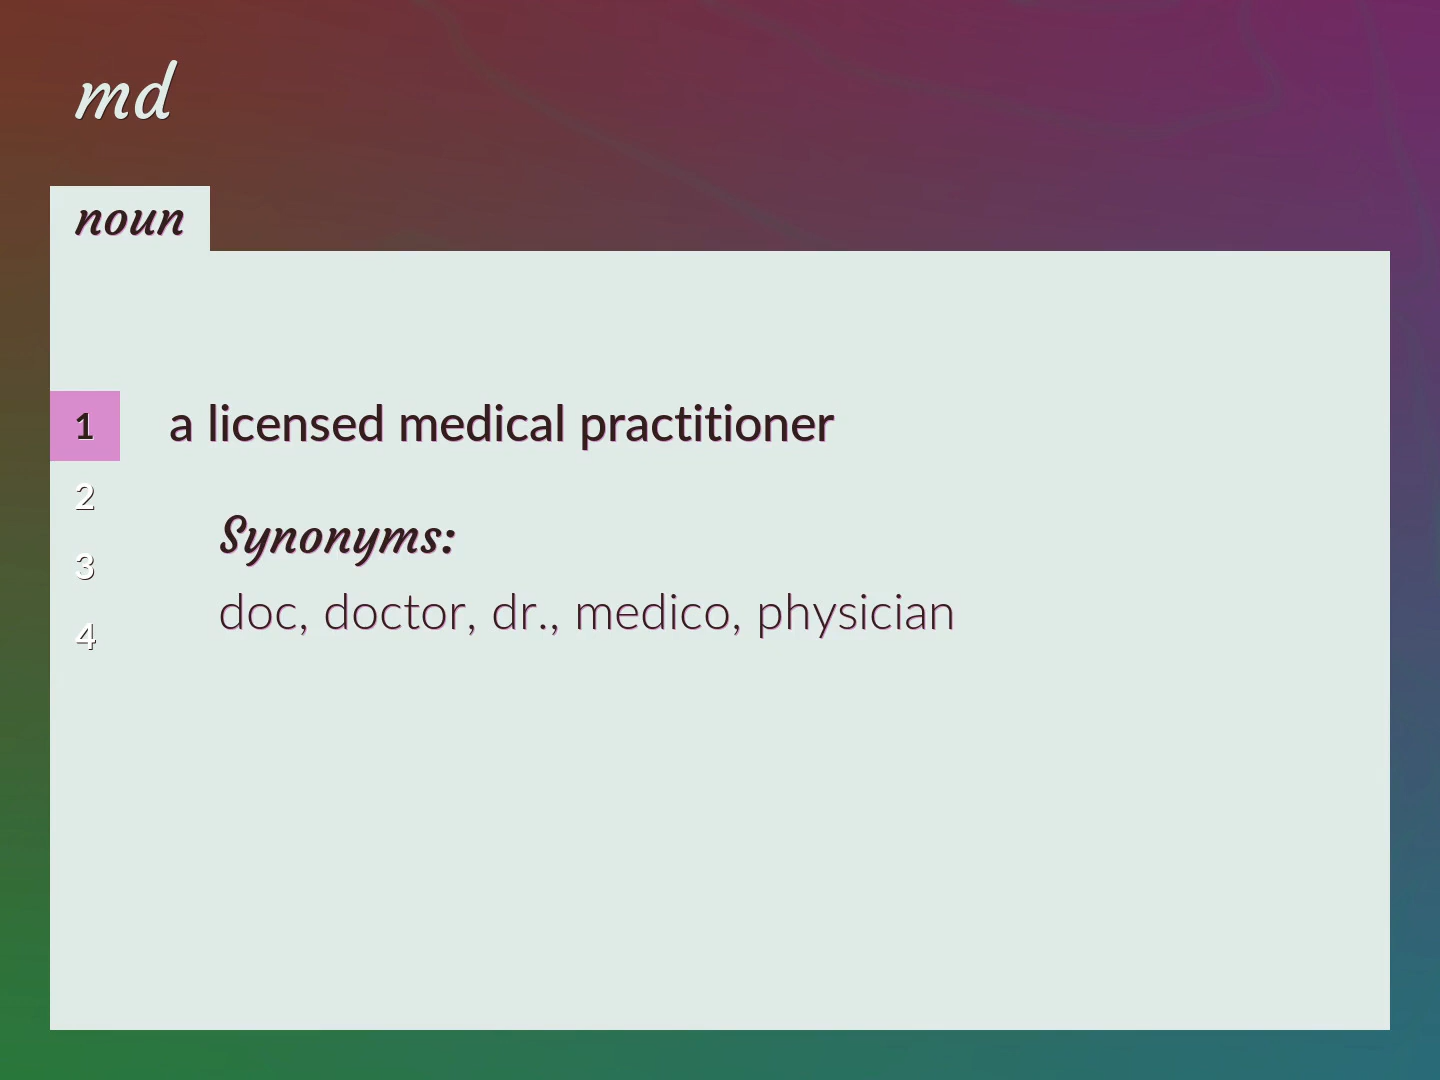 md
noun
1 a licensed medical practitioner
2
Synonyms:
3
doc, doctor, dr., medico, physician
4